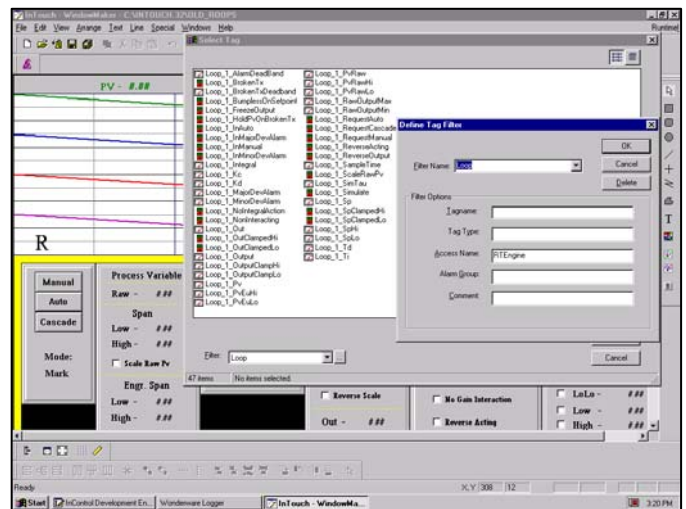 InTouch - WindowMaker - C:\INTOUCH.32\OLD_ROOPS
File Edit View Arrange Text Line Special Windows Help
Runtime
Select Tag
PV - #.##
R
Loop_1_AlarmDeadBand
Loop_1_BrokenTx
Loop_1_BrokenTxDeadband
Loop_1_BumplessOnSetpoint
Loop_1_FreezeOutput
Loop_1_HoldPvOnBrokenTx
Loop_1_InAuto
Loop_1_InMajorDevAlarm
Loop_1_InManual
Loop_1_InMinorDevAlarm
Loop_1_Integral
Loop_1_Kc
Loop_1_Kd
Loop_1_MajorDevAlarm
Loop_1_MinorDevAlarm
Loop_1_NoIntegralAction
Loop_1_NonInteracting
Loop_1_Out
Loop_1_OutClampedHi
Loop_1_OutClampedLo
Loop_1_Output
Loop_1_OutputClampHi
Loop_1_OutputClampLo
Loop_1_Pv
Loop_1_PvEuHi
Loop_1_PvEuLo
Loop_1_PvRaw
Loop_1_PvRawHi
Loop_1_PvRawLo
Loop_1_RawOutputMax
Loop_1_RawOutputMin
Loop_1_RequestAuto
Loop_1_RequestCascade
Loop_1_RequestManual
Loop_1_ReverseActing
Loop_1_ReverseOutput
Loop_1_SampleTime
Loop_1_ScaleRawPv
Loop_1_SimTau
Loop_1_Simulate
Loop_1_Sp
Loop_1_SpClampedHi
Loop_1_SpClampedLo
Loop_1_SpHi
Loop_1_SpLo
Loop_1_Td
Loop_1_Ti
Define Tag Filter
Filter Name: Loop
OK
Cancel
Delete
Filter Options
Tagname:
Tag Type:
Access Name: RTEngine
Alarm Group:
Comment:
Filter: Loop
...
Cancel
47 items No items selected.
Manual
Auto
Cascade
Mode:
Mark
Process Variable
Raw - #.##
Span
Low - #.##
High - #.##
Scale Raw Pv
Engr. Span
Low - #.##
High - #.##
Reverse Scale
Out - #.##
No Gain Interaction
Reverse Acting
LoLo - #.##
Low - #.##
High - #.##
Ready
X,Y 308 12
Start
InControl Development En...
Wonderware Logger
InTouch - WindowMa...
3:20 PM